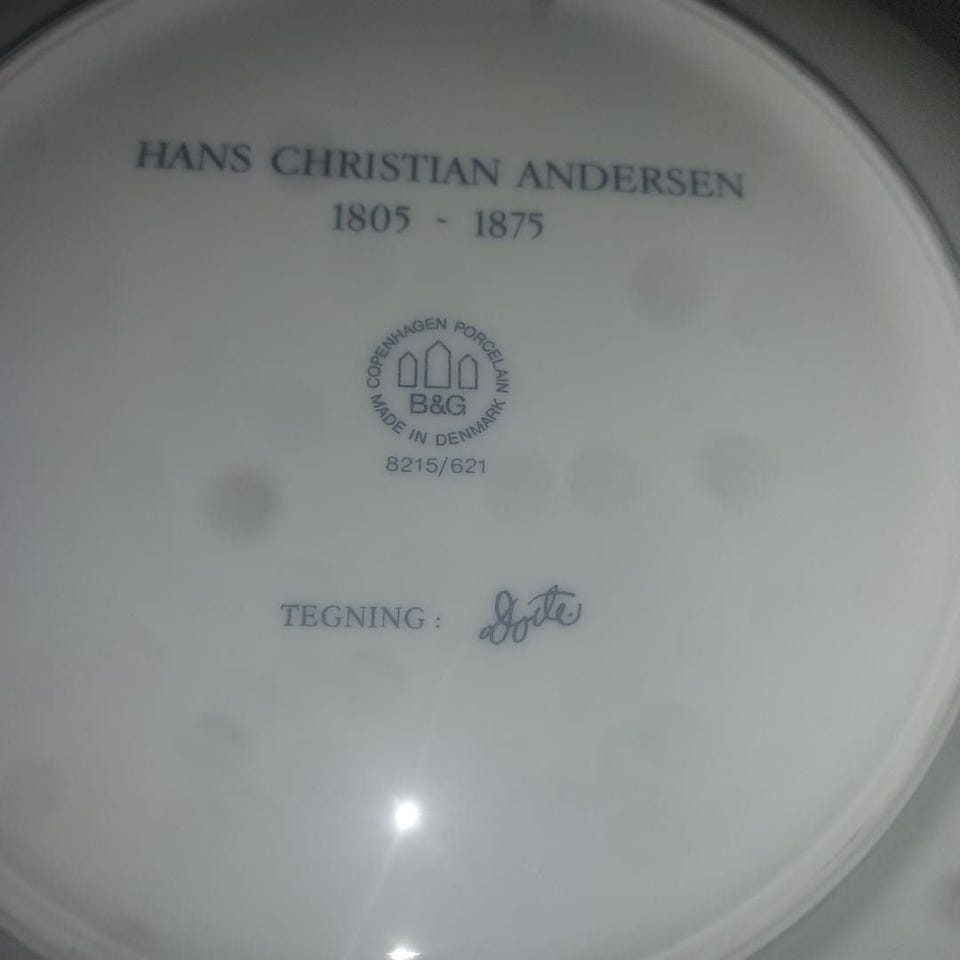 HANS CHRISTIAN ANDERSEN
1805 - 1875
COPENHAGEN PORCELAIN
B&G
MADE IN DENMARK
8215/621
TEGNING: